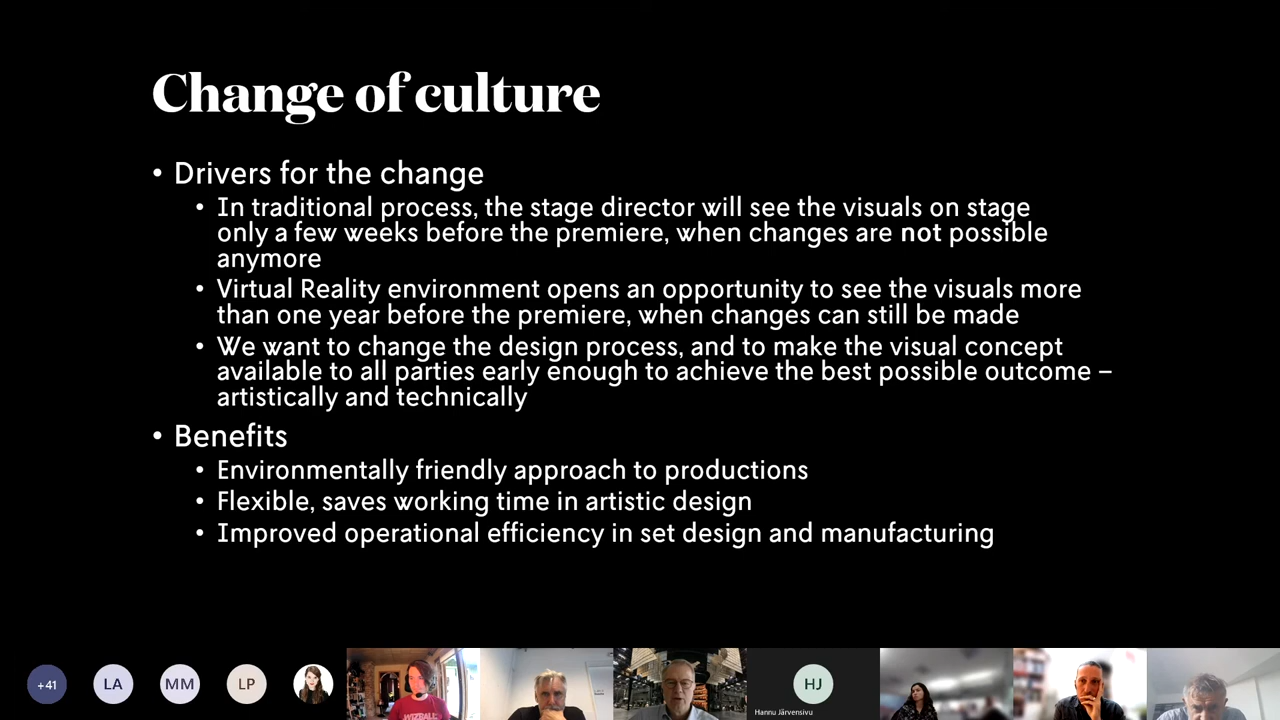 Change of culture
• Drivers for the change
• In traditional process, the stage director will see the visuals on stage
only a few weeks before the premiere, when changes are not possible
anymore
• Virtual Reality environment opens an opportunity to see the visuals more
than one year before the premiere, when changes can still be made
• We want to change the design process, and to make the visual concept
available to all parties early enough to achieve the best possible outcome –
artistically and technically
• Benefits
• Environmentally friendly approach to productions
• Flexible, saves working time in artistic design
• Improved operational efficiency in set design and manufacturing
+41
LA
MM
LP
WIZBALL
HJ
Hannu Järvensivu